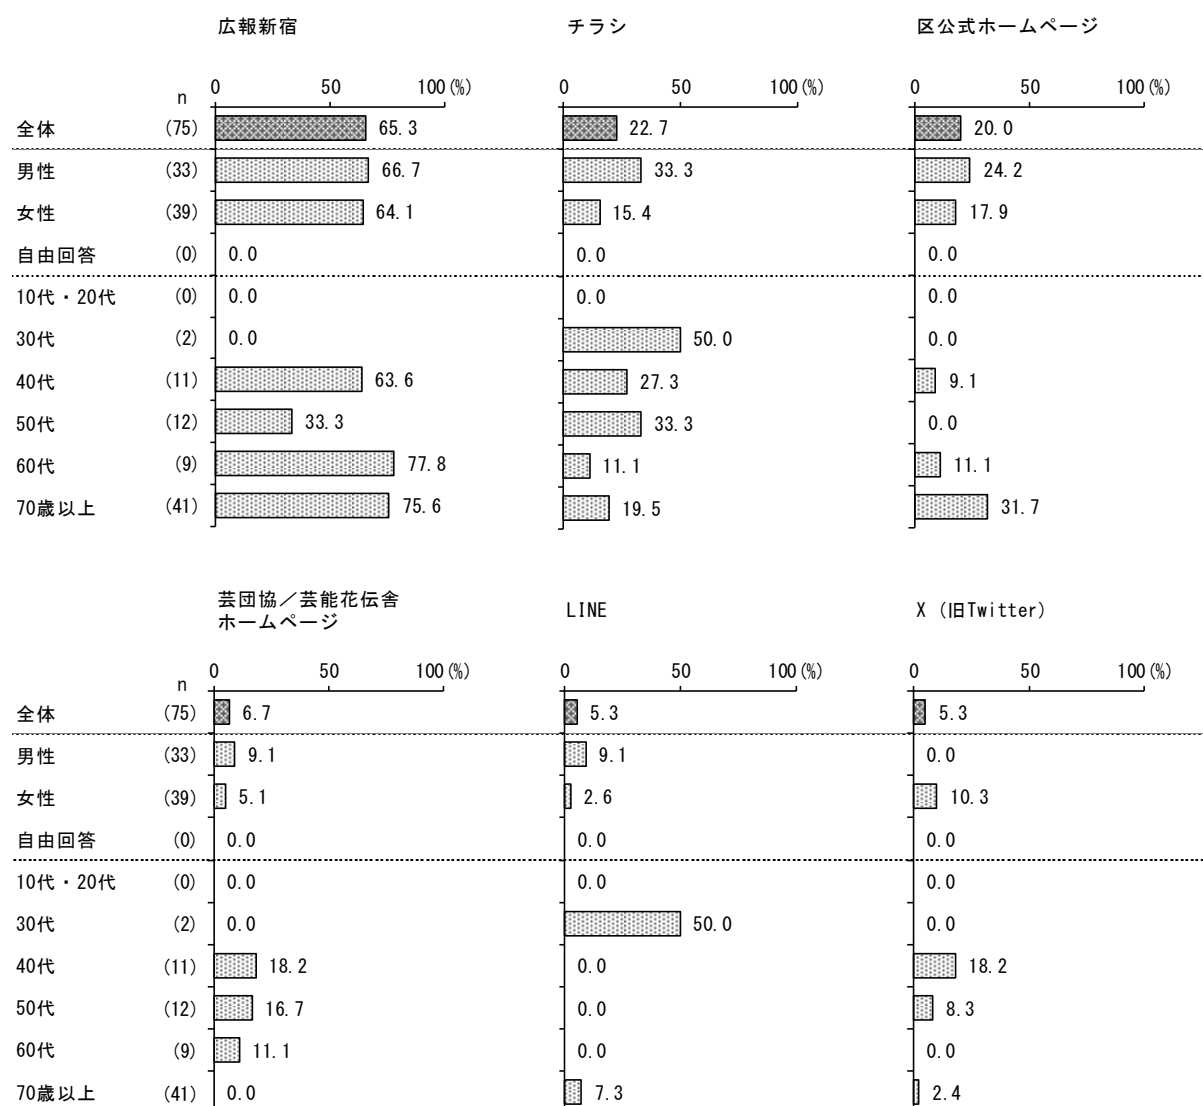 広報新宿 チラシ 区公式ホームページ
0 50 100(%) 0 50 100(%) 0 50 100(%)
n
全体 (75) 65.3 22.7 20.0
男性 (33) 66.7 33.3 24.2
女性 (39) 64.1 15.4 17.9
自由回答 (0) 0.0 0.0 0.0
10代・20代 (0) 0.0 0.0 0.0
30代 (2) 0.0 50.0 0.0
40代 (11) 63.6 27.3 9.1
50代 (12) 33.3 33.3 0.0
60代 (9) 77.8 11.1 11.1
70歳以上 (41) 75.6 19.5 31.7
芸団協／芸能花伝舎
ホームページ
LINE X（旧Twitter）
0 50 100(%) 0 50 100(%) 0 50 100(%)
n
全体 (75) 6.7 5.3 5.3
男性 (33) 9.1 9.1 0.0
女性 (39) 5.1 2.6 10.3
自由回答 (0) 0.0 0.0 0.0
10代・20代 (0) 0.0 0.0 0.0
30代 (2) 0.0 50.0 0.0
40代 (11) 18.2 0.0 18.2
50代 (12) 16.7 0.0 8.3
60代 (9) 11.1 0.0 0.0
70歳以上 (41) 0.0 7.3 2.4